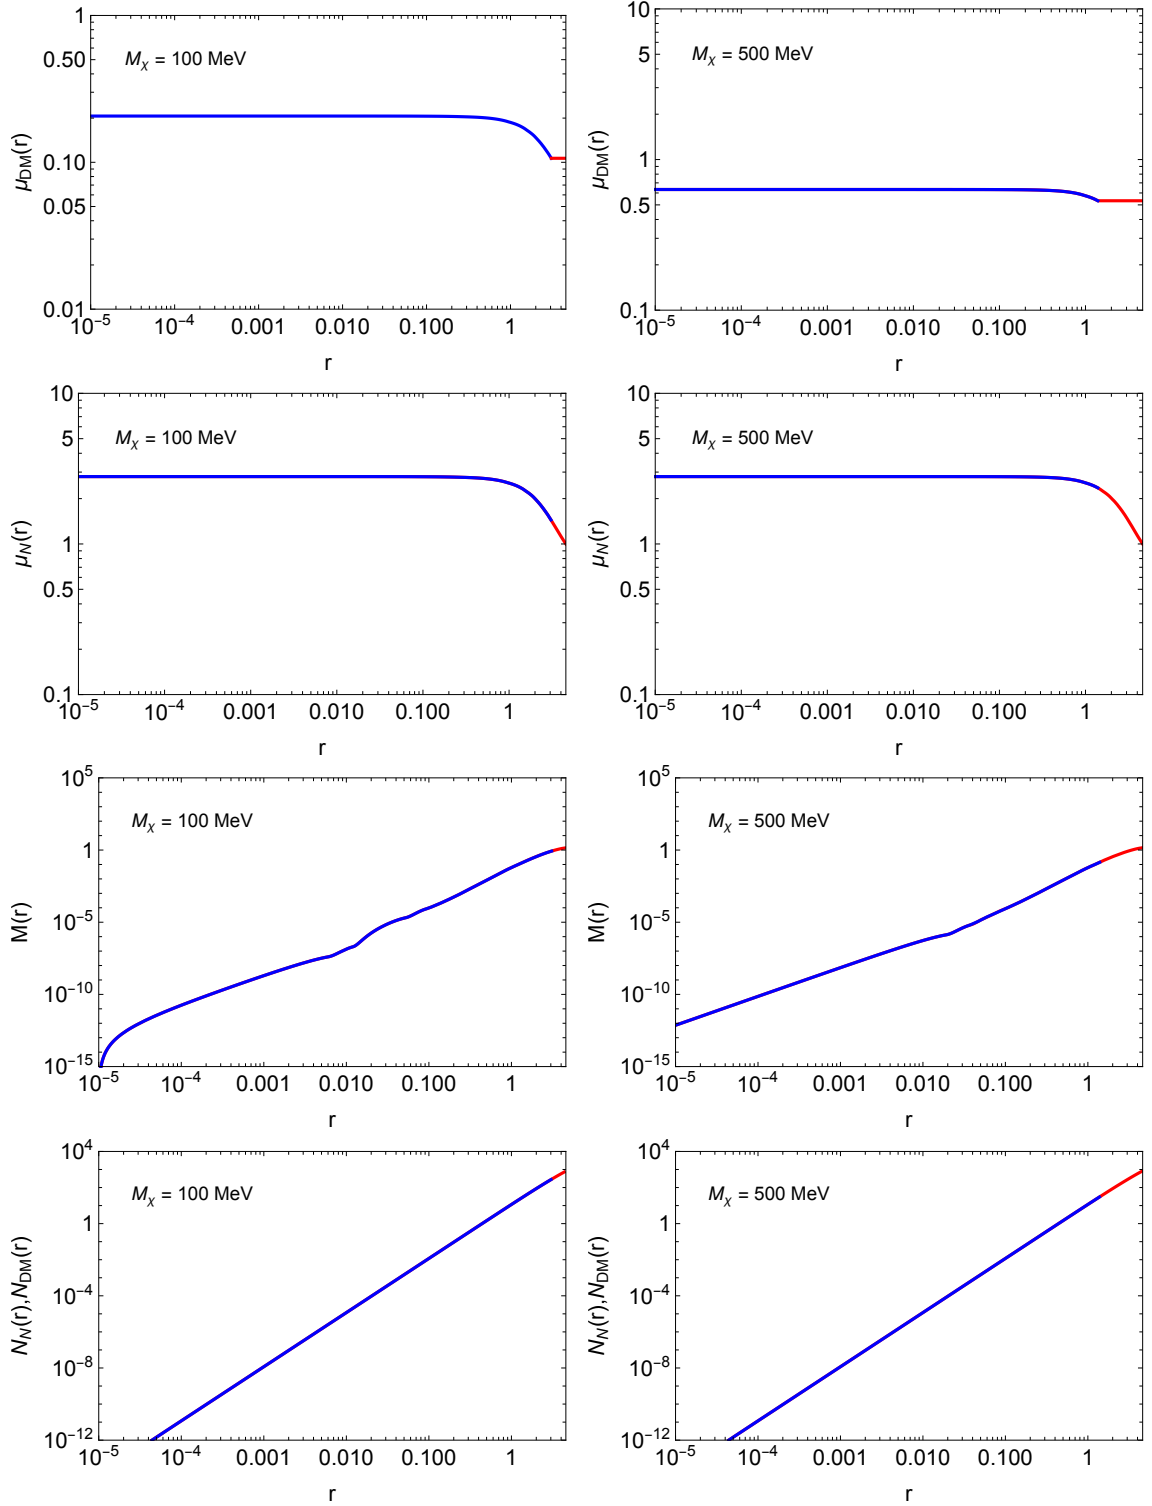 1
0.50
0.10
0.05
0.01
μDM(r)
Mχ = 100 MeV
10⁻⁵ 10⁻⁴ 0.001 0.010 0.100 1
r
10
5
1
0.5
0.1
μDM(r)
Mχ = 500 MeV
10⁻⁵ 10⁻⁴ 0.001 0.010 0.100 1
r
10
5
1
0.5
0.1
μN(r)
Mχ = 100 MeV
10⁻⁵ 10⁻⁴ 0.001 0.010 0.100 1
r
10
5
1
0.5
0.1
μN(r)
Mχ = 500 MeV
10⁻⁵ 10⁻⁴ 0.001 0.010 0.100 1
r
10⁵
1
10⁻⁵
10⁻¹⁰
10⁻¹⁵
M(r)
Mχ = 100 MeV
10⁻⁵ 10⁻⁴ 0.001 0.010 0.100 1
r
10⁵
1
10⁻⁵
10⁻¹⁰
10⁻¹⁵
M(r)
Mχ = 500 MeV
10⁻⁵ 10⁻⁴ 0.001 0.010 0.100 1
r
10⁴
1
10⁻⁴
10⁻⁸
10⁻¹²
NN(r),NDM(r)
Mχ = 100 MeV
10⁻⁵ 10⁻⁴ 0.001 0.010 0.100 1
r
10⁴
1
10⁻⁴
10⁻⁸
10⁻¹²
NN(r),NDM(r)
Mχ = 500 MeV
10⁻⁵ 10⁻⁴ 0.001 0.010 0.100 1
r